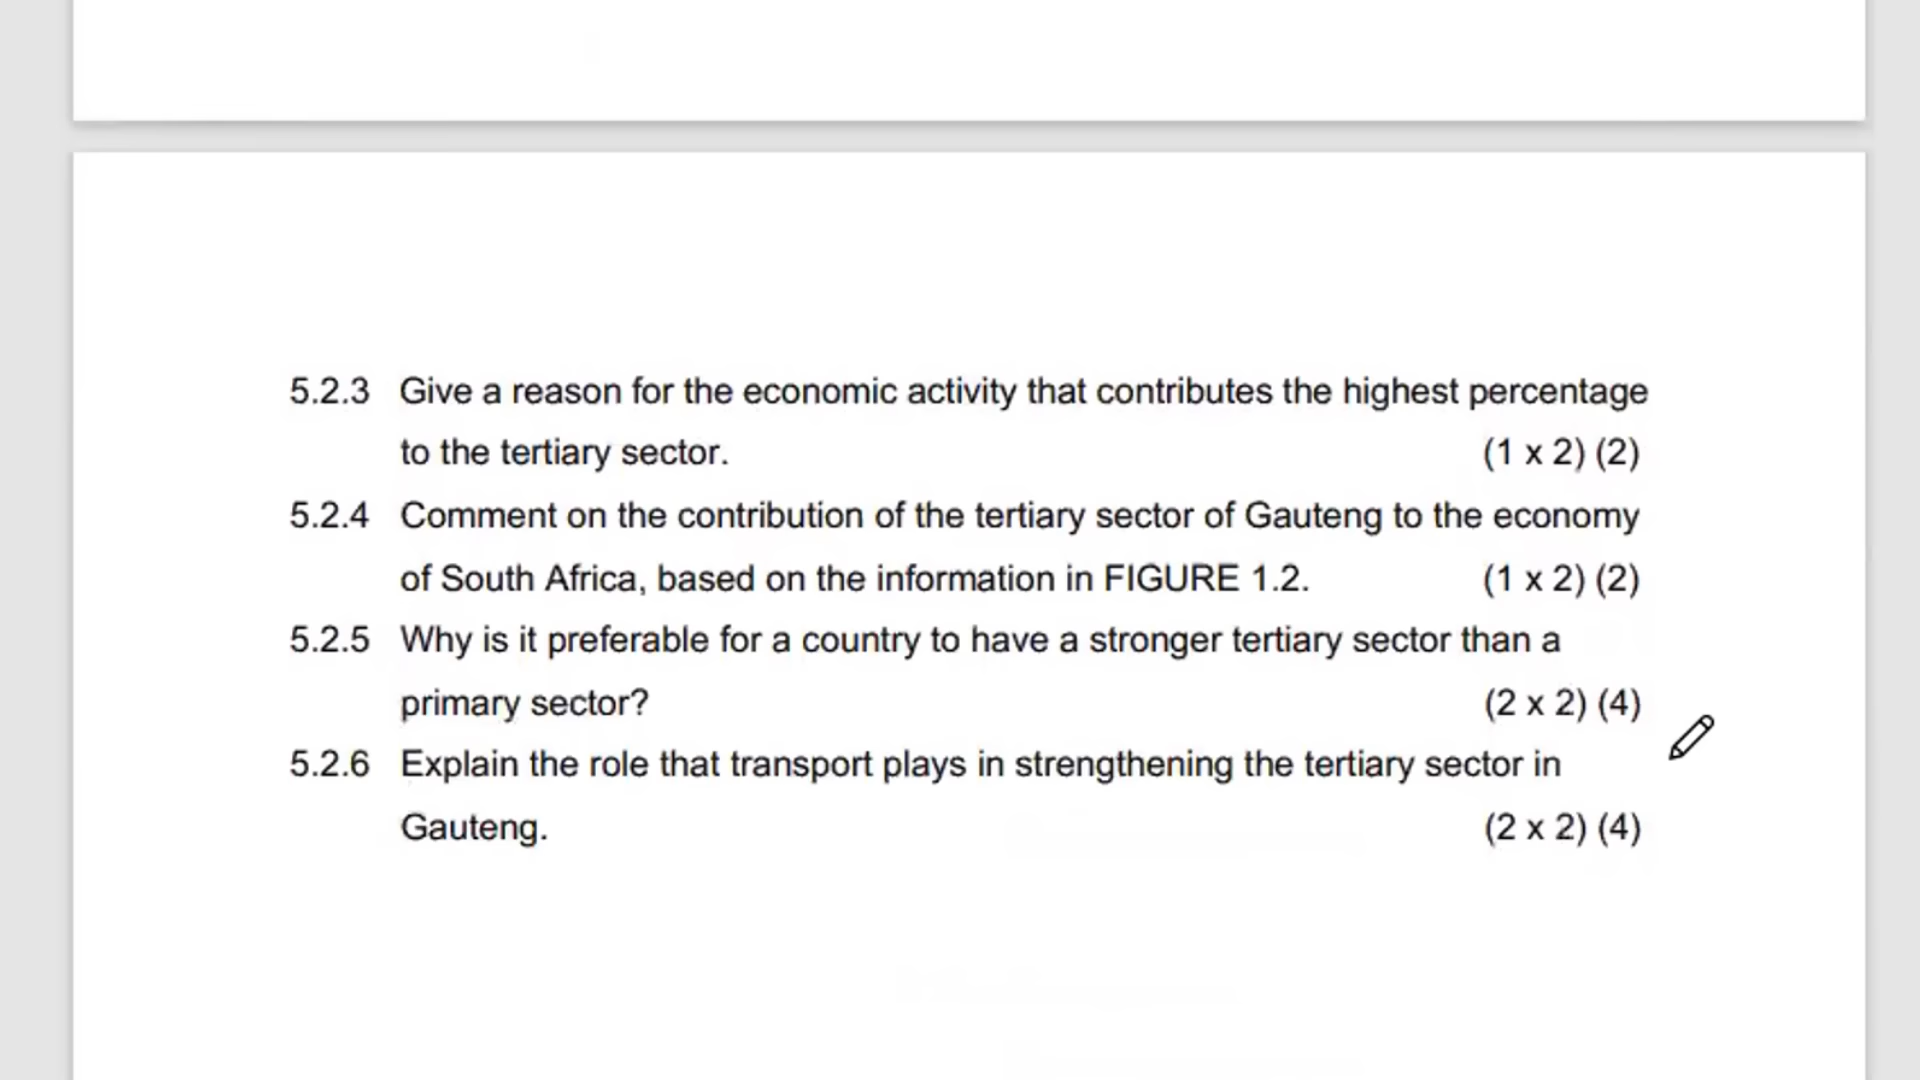 5.2.3 Give a reason for the economic activity that contributes the highest percentage
to the tertiary sector. (1 x 2) (2)
5.2.4 Comment on the contribution of the tertiary sector of Gauteng to the economy
of South Africa, based on the information in FIGURE 1.2. (1 x 2) (2)
5.2.5 Why is it preferable for a country to have a stronger tertiary sector than a
primary sector? (2 x 2) (4)
5.2.6 Explain the role that transport plays in strengthening the tertiary sector in
Gauteng. (2 x 2) (4)